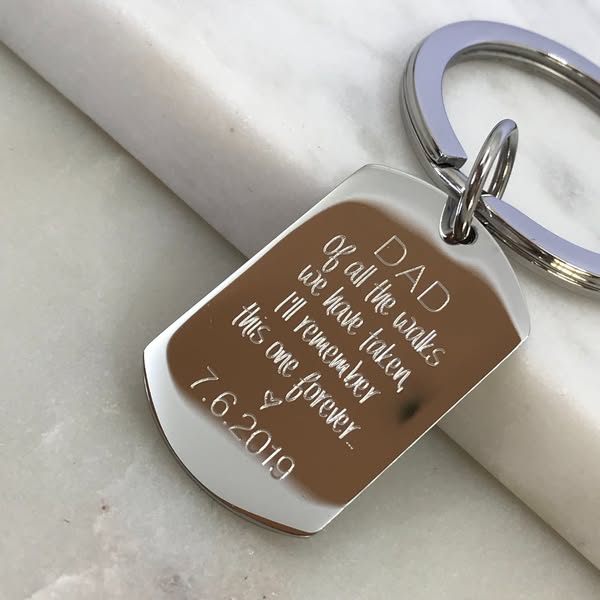 DAD
Of all the walks
we have taken,
I'll remember
this one forever...
♡
7.6.2019